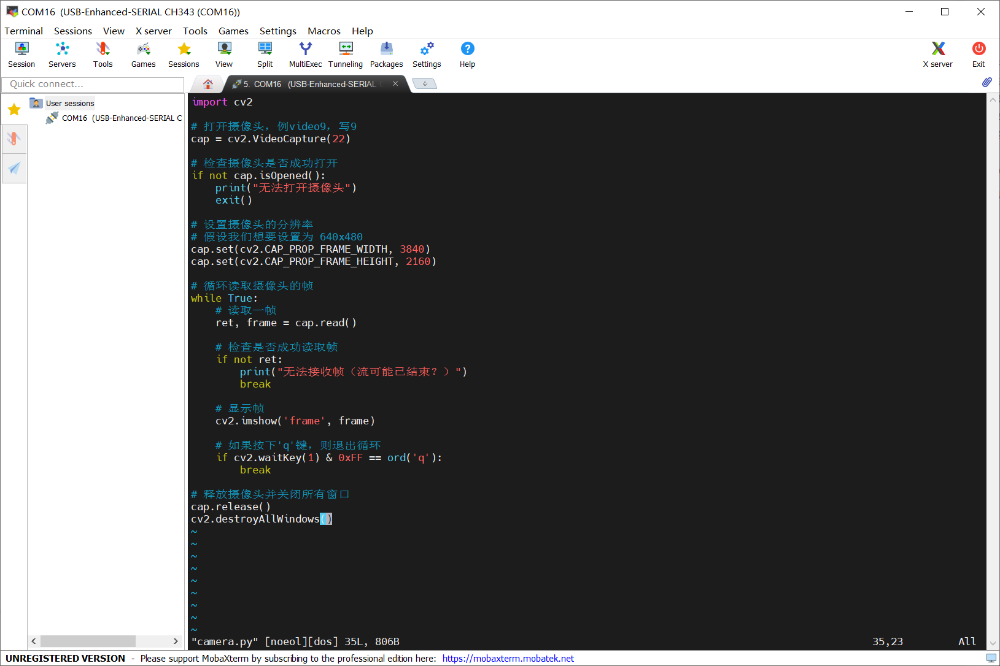 COM16  (USB-Enhanced-SERIAL CH343 (COM16))
Terminal Sessions View X server Tools Games Settings Macros Help
Session Servers Tools Games Sessions View Split MultiExec Tunneling Packages Settings Help X server Exit
Quick connect...
5. COM16 (USB-Enhanced-SERIAL
User sessions
COM16 (USB-Enhanced-SERIAL C
import cv2
# 打开摄像头，例video9，写9
cap = cv2.VideoCapture(22)
# 检查摄像头是否成功打开
if not cap.isOpened():
    print("无法打开摄像头")
    exit()
# 设置摄像头的分辨率
# 假设我们想要设置为 640x480
cap.set(cv2.CAP_PROP_FRAME_WIDTH, 3840)
cap.set(cv2.CAP_PROP_FRAME_HEIGHT, 2160)
# 循环读取摄像头的帧
while True:
    # 读取一帧
    ret, frame = cap.read()
    # 检查是否成功读取帧
    if not ret:
        print("无法接收帧（流可能已结束？）")
        break
    # 显示帧
    cv2.imshow('frame', frame)
    # 如果按下'q'键，则退出循环
    if cv2.waitKey(1) & 0xFF == ord('q'):
        break
# 释放摄像头并关闭所有窗口
cap.release()
cv2.destroyAllWindows()
~
~
~
~
~
~
~
~
~
"camera.py" [noeol][dos] 35L, 806B 35,23 All
UNREGISTERED VERSION - Please support MobaXterm by subscribing to the professional edition here: https://mobaxterm.mobatek.net